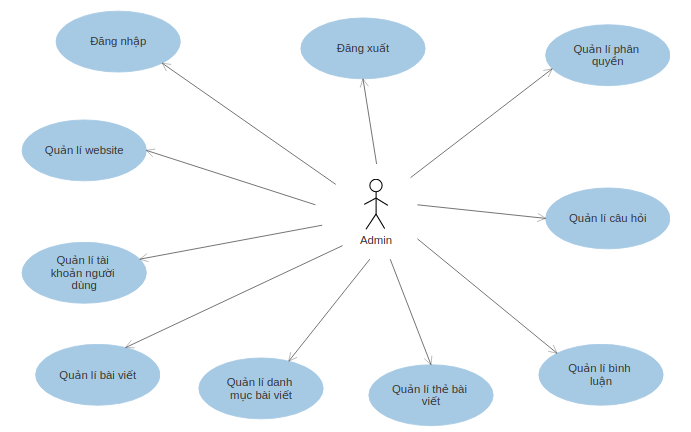 Đăng nhập
Đăng xuất
Quản lí phân
quyền
Quản lí website
Quản lí câu hỏi
Admin
Quản lí tài
khoản người
dùng
Quản lí bài viết
Quản lí danh
mục bài viết
Quản lí thẻ bài
viết
Quản lí bình
luận